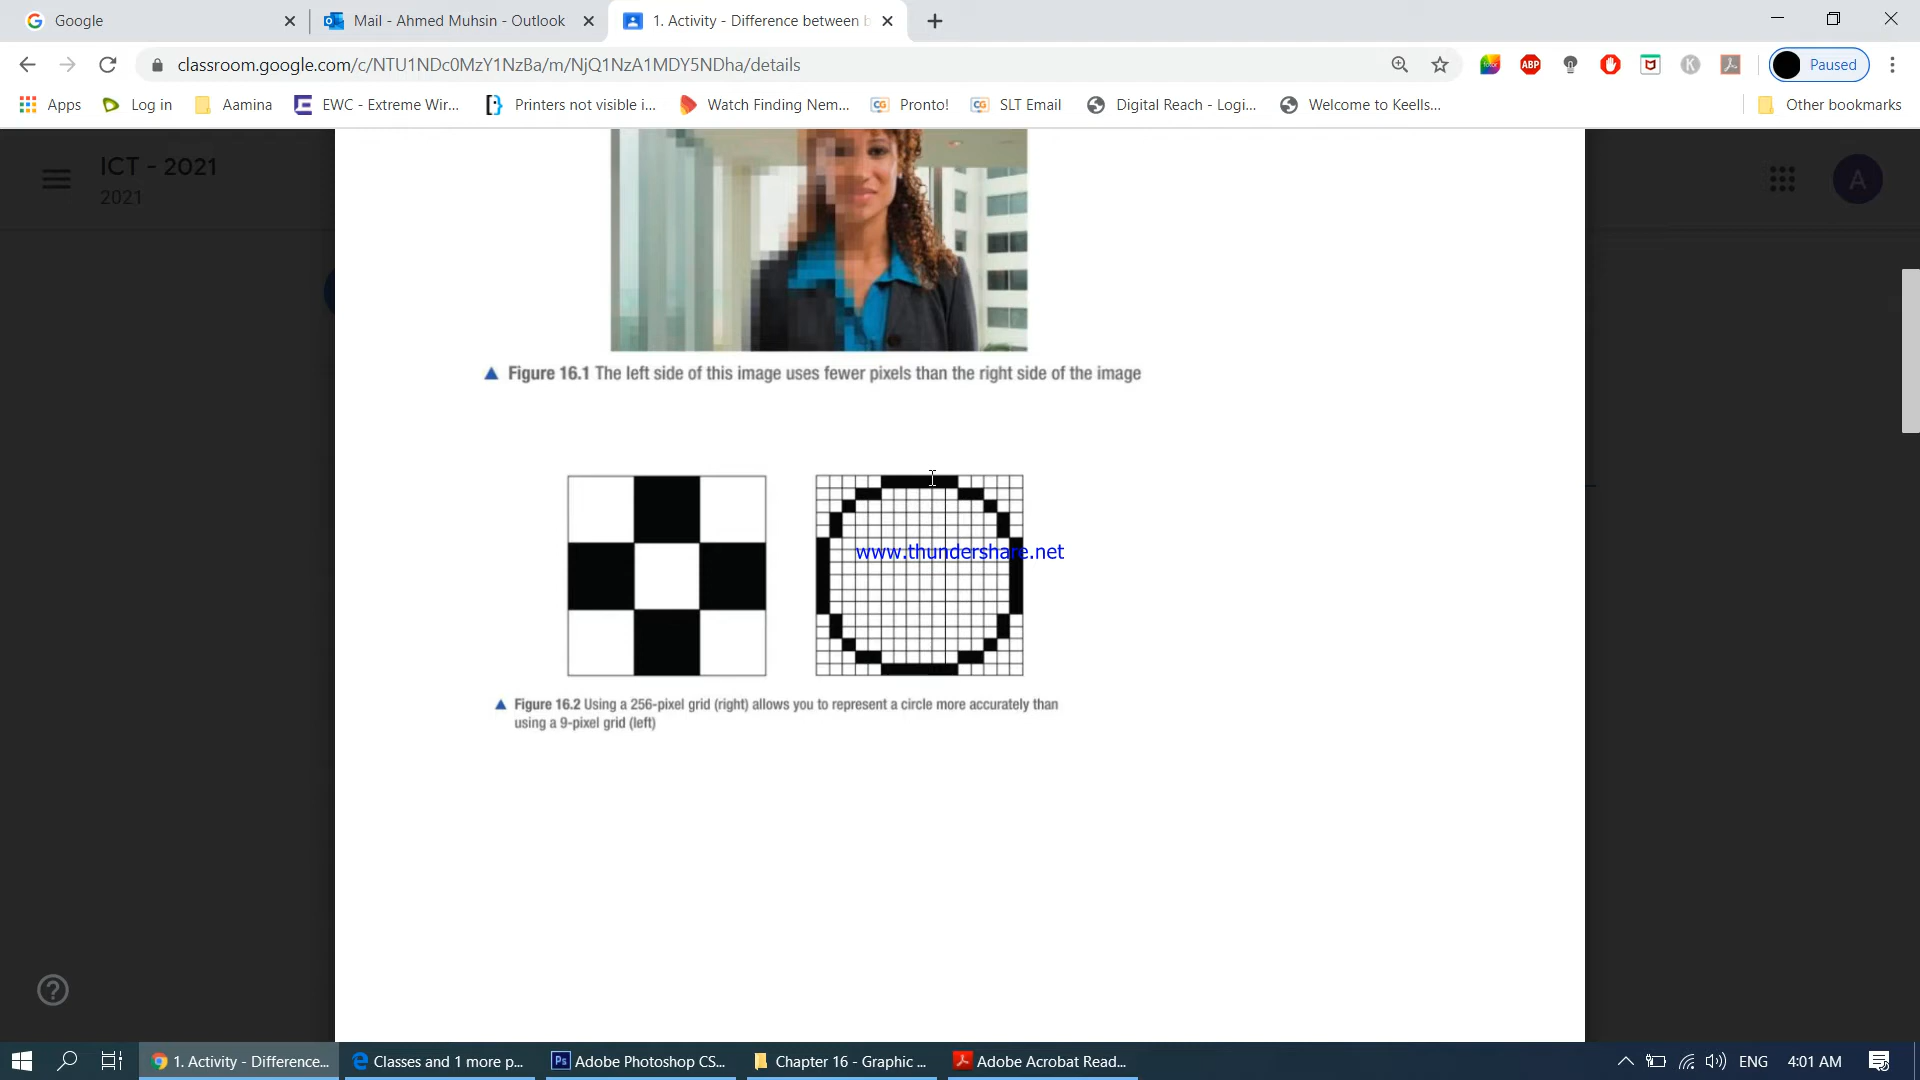 Google
Mail - Ahmed Muhsin - Outlook
1. Activity - Difference between b
classroom.google.com/c/NTU1NDc0MzY1NzBa/m/NjQ1NzA1MDY5NDha/details
ABP
K
Paused
Apps
Log in
Aamina
EWC - Extreme Wir...
Printers not visible i...
Watch Finding Nem...
CG Pronto!
CG SLT Email
Digital Reach - Logi...
Welcome to Keells...
Other bookmarks
ICT - 2021
2021
A
Figure 16.1 The left side of this image uses fewer pixels than the right side of the image
www.thundershare.net
Figure 16.2 Using a 256-pixel grid (right) allows you to represent a circle more accurately than
using a 9-pixel grid (left)
1. Activity - Difference...
Classes and 1 more p...
Ps Adobe Photoshop CS...
Chapter 16 - Graphic ...
Adobe Acrobat Read...
ENG
4:01 AM